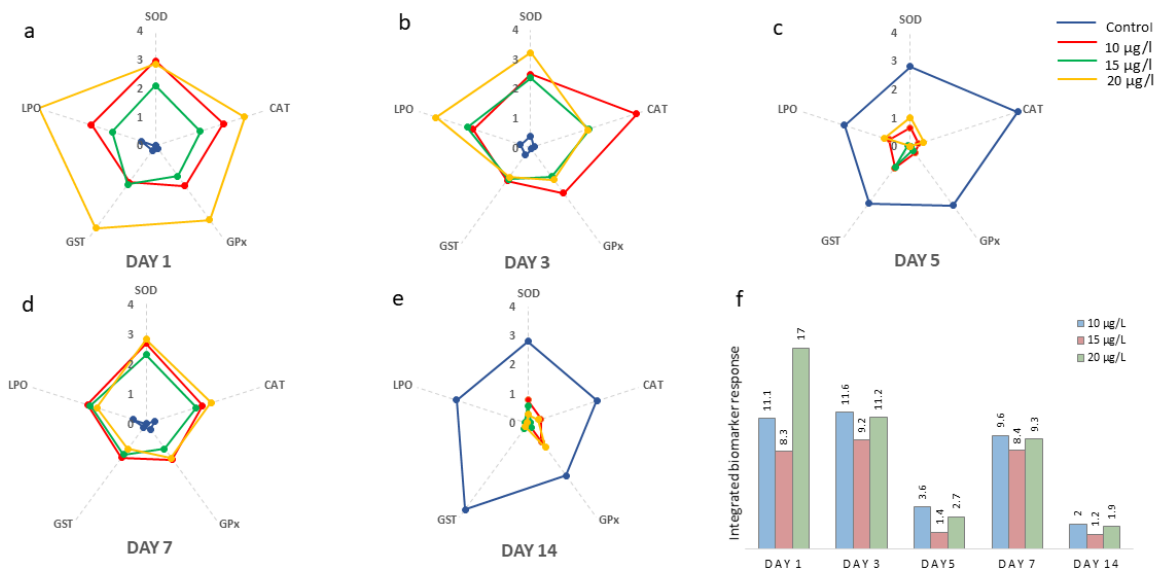 a
SOD
4
3
2
1
0
CAT
GPx
GST
LPO
DAY 1
b
SOD
4
3
2
1
0
CAT
GPx
GST
LPO
DAY 3
c
SOD
4
3
2
1
0
CAT
GPx
GST
LPO
DAY 5
Control
10 µg/l
15 µg/l
20 µg/l
d
SOD
4
3
2
1
0
CAT
GPx
GST
LPO
DAY 7
e
SOD
4
3
2
1
0
CAT
GPx
GST
LPO
DAY 14
f
Integrated biomarker response
10 µg/L
15 µg/L
20 µg/L
11.1 8.3 17
11.6 9.2 11.2
3.6 1.4 2.7
9.6 8.4 9.3
2 1.2 1.9
DAY 1 DAY 3 DAY5 DAY 7 DAY 14